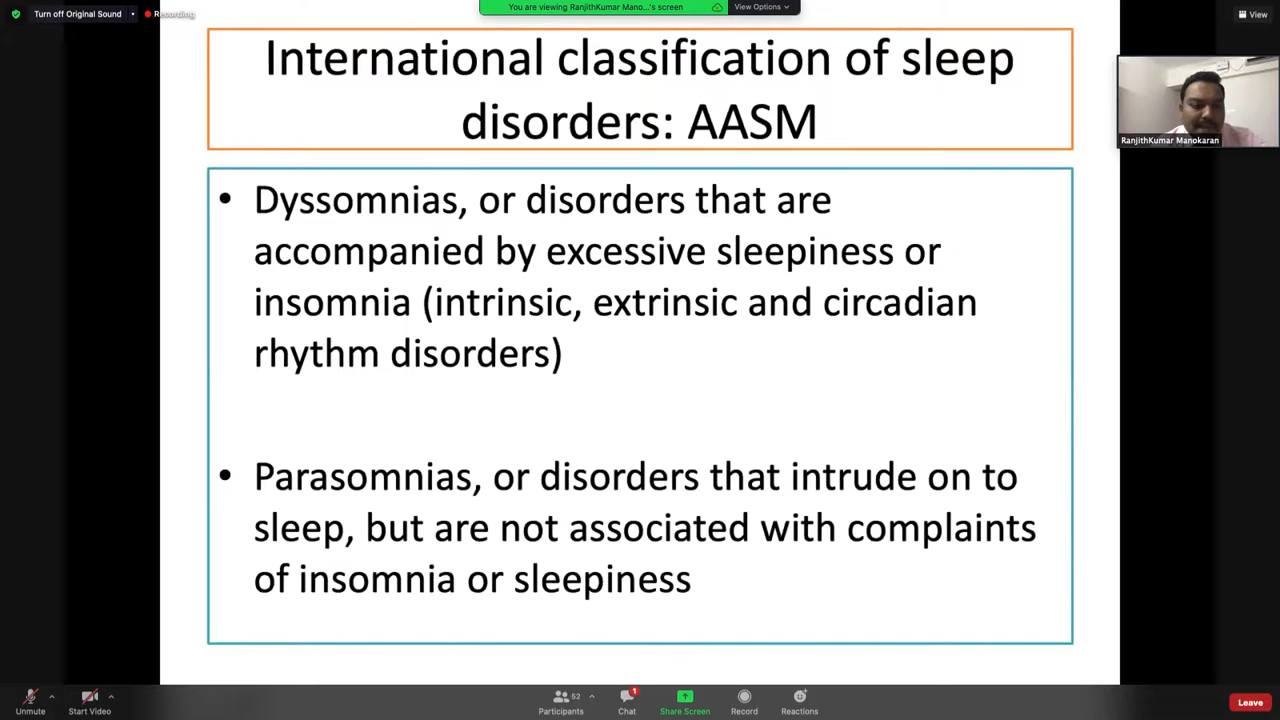 Turn off Original Sound
Recording
You are viewing RanjithKumar Mano...'s screen
View Options
View
International classification of sleep
disorders: AASM
RanjithKumar Manokaran
• Dyssomnias, or disorders that are
accompanied by excessive sleepiness or
insomnia (intrinsic, extrinsic and circadian
rhythm disorders)
• Parasomnias, or disorders that intrude on to
sleep, but are not associated with complaints
of insomnia or sleepiness
Unmute
Start Video
52
Participants
1
Chat
Share Screen
Record
Reactions
Leave